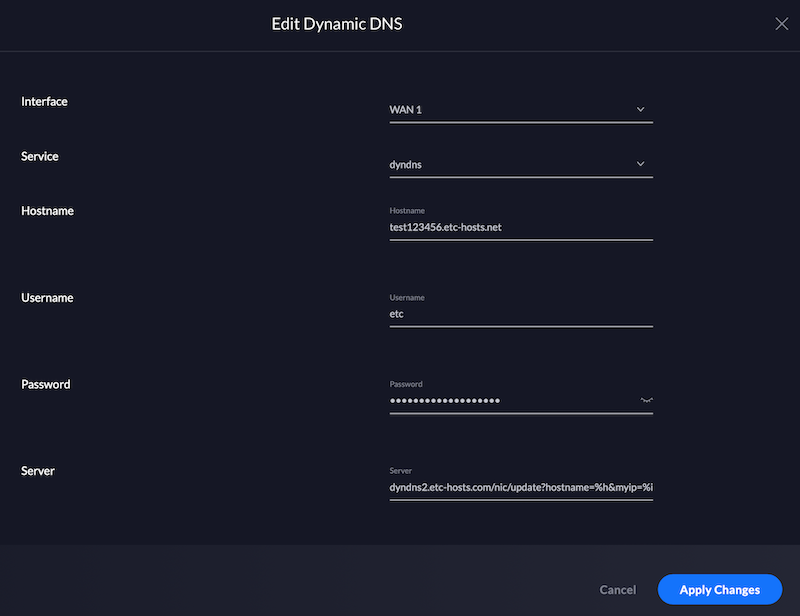 Edit Dynamic DNS
Interface
WAN 1
Service
dyndns
Hostname
Hostname
test123456.etc-hosts.net
Username
Username
etc
Password
Password
•••••••••••••••••••
Server
Server
dyndns2.etc-hosts.com/nic/update?hostname=%h&myip=%i
Cancel
Apply Changes